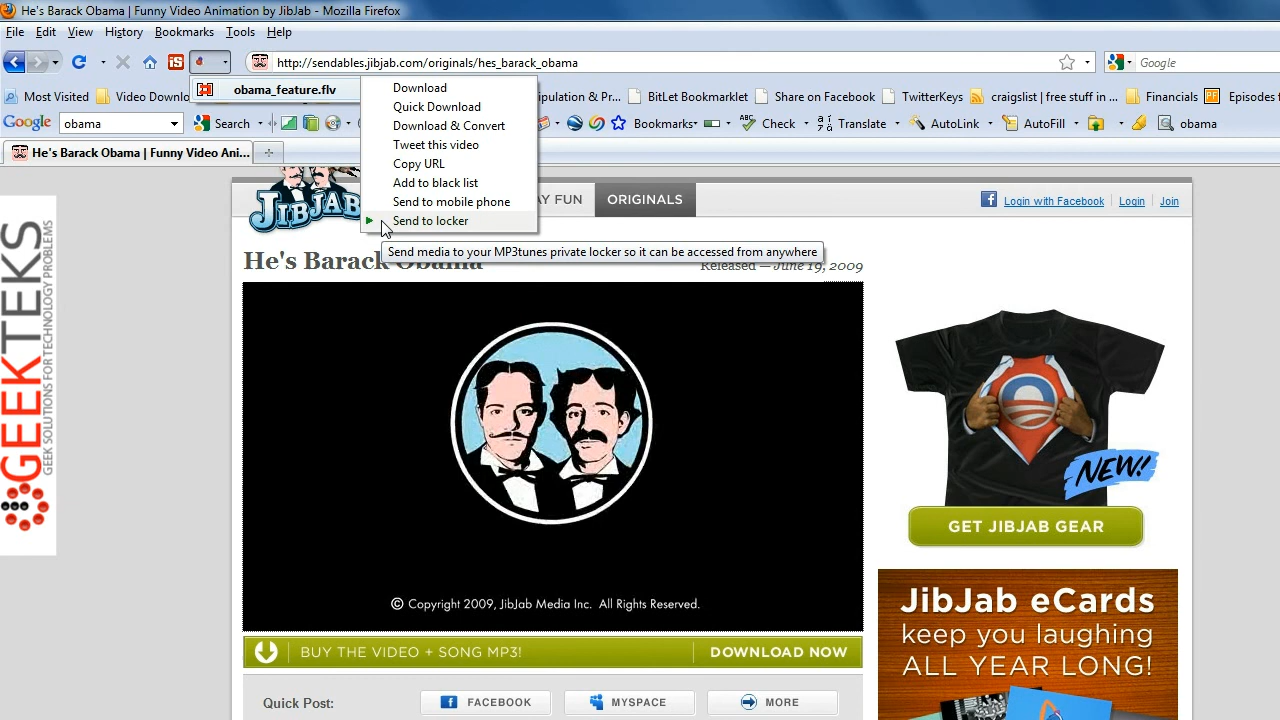 He's Barack Obama | Funny Video Animation by JibJab - Mozilla Firefox
File Edit View History Bookmarks Tools Help
http://sendables.jibjab.com/originals/hes_barack_obama
Google
obama_feature.flv
Download
Quick Download
Download & Convert
Tweet this video
Copy URL
Add to black list
Send to mobile phone
Send to locker
Send media to your MP3tunes private locker so it can be accessed from anywhere
Most Visited Video Downlo
ipulation & Pr... BitLet Bookmarklet Share on Facebook TwitterKeys craigslist | free stuff in ... Financials Episodes f
Google obama Search Bookmarks Check Translate AutoLink AutoFill obama
He's Barack Obama | Funny Video Ani...
JIBJAB
AY FUN ORIGINALS
Login with Facebook Login Join
He's Barack Obama
Released — June 19, 2009
GEEKTEKS
GEEK SOLUTIONS FOR TECHNOLOGY PROBLEMS
© Copyright 2009, JibJab Media Inc. All Rights Reserved.
BUY THE VIDEO + SONG MP3! DOWNLOAD NOW
Quick Post: FACEBOOK MYSPACE MORE
NEW!
GET JIBJAB GEAR
JibJab eCards
keep you laughing
ALL YEAR LONG!